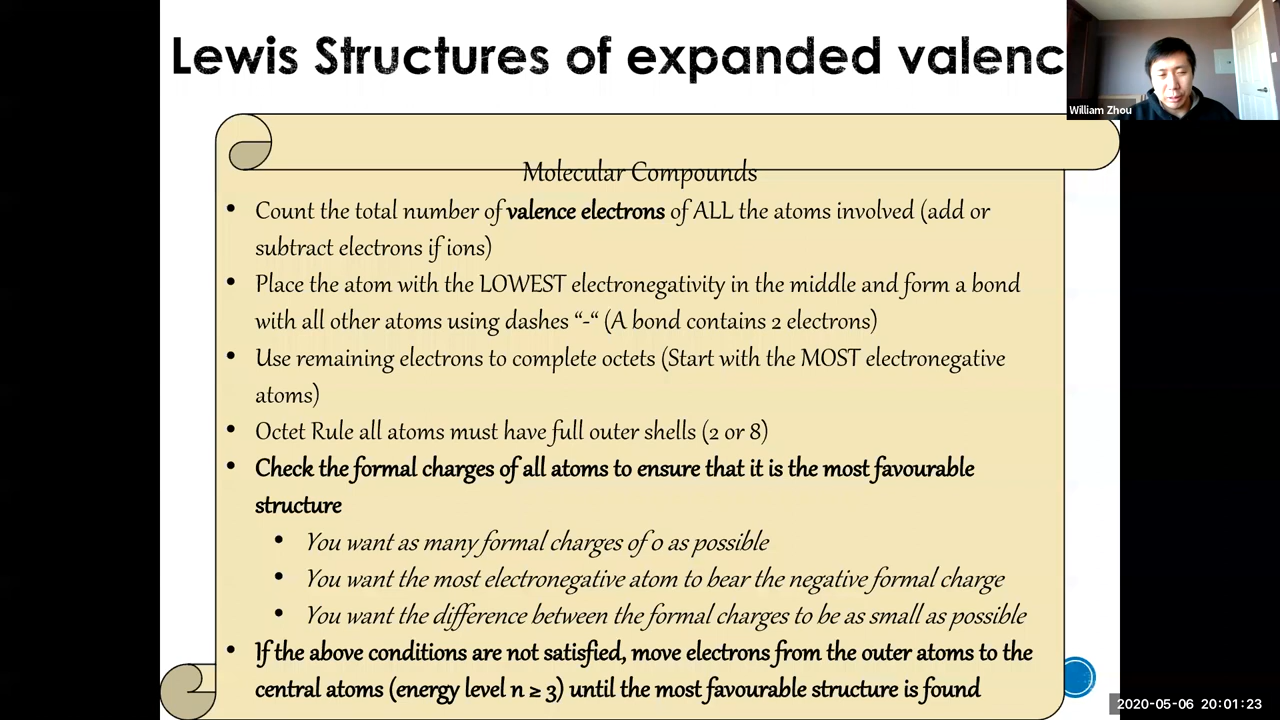 Lewis Structures of expanded valenc
William Zhou
Molecular Compounds
• Count the total number of valence electrons of ALL the atoms involved (add or
subtract electrons if ions)
• Place the atom with the LOWEST electronegativity in the middle and form a bond
with all other atoms using dashes “-“ (A bond contains 2 electrons)
• Use remaining electrons to complete octets (Start with the MOST electronegative
atoms)
• Octet Rule all atoms must have full outer shells (2 or 8)
• Check the formal charges of all atoms to ensure that it is the most favourable
structure
• You want as many formal charges of 0 as possible
• You want the most electronegative atom to bear the negative formal charge
• You want the difference between the formal charges to be as small as possible
• If the above conditions are not satisfied, move electrons from the outer atoms to the
central atoms (energy level n ≥ 3) until the most favourable structure is found
2020-05-06 20:01:23